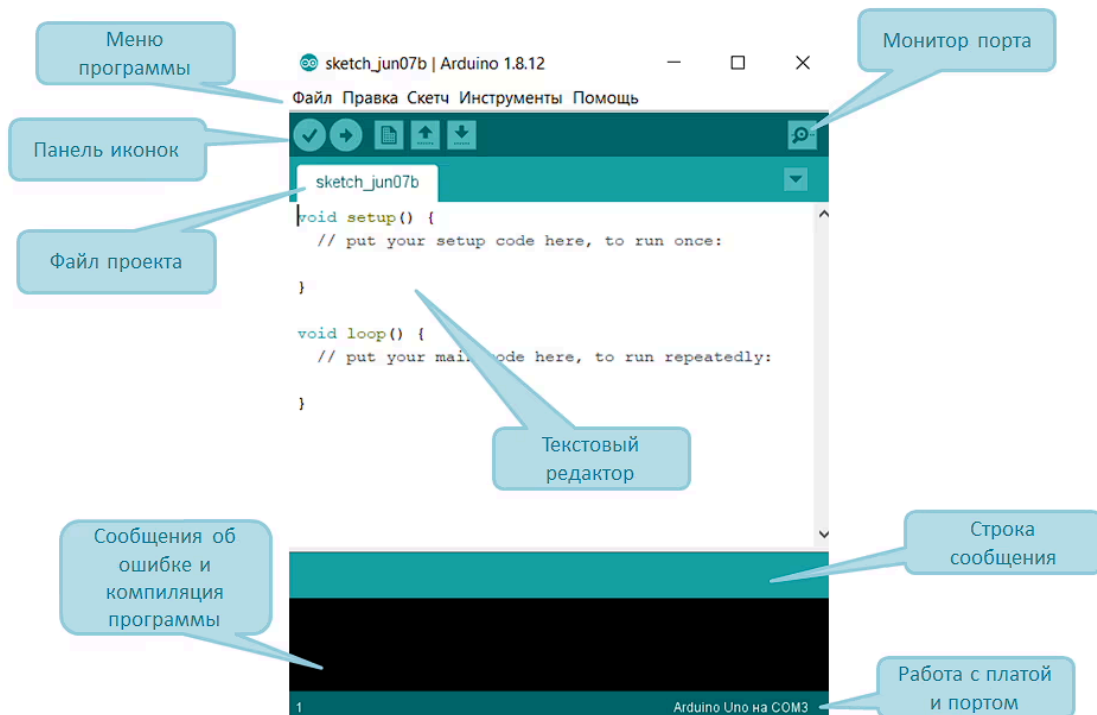 Меню
программы
Монитор порта
sketch_jun07b | Arduino 1.8.12
Файл Правка Скетч Инструменты Помощь
Панель иконок
sketch_jun07b
Файл проекта
void setup() {
// put your setup code here, to run once:
}
void loop() {
// put your main code here, to run repeatedly:
}
Текстовый
редактор
Сообщения об
ошибке и
компиляция
программы
Строка
сообщения
Работа с платой
и портом
1
Arduino Uno на COM3